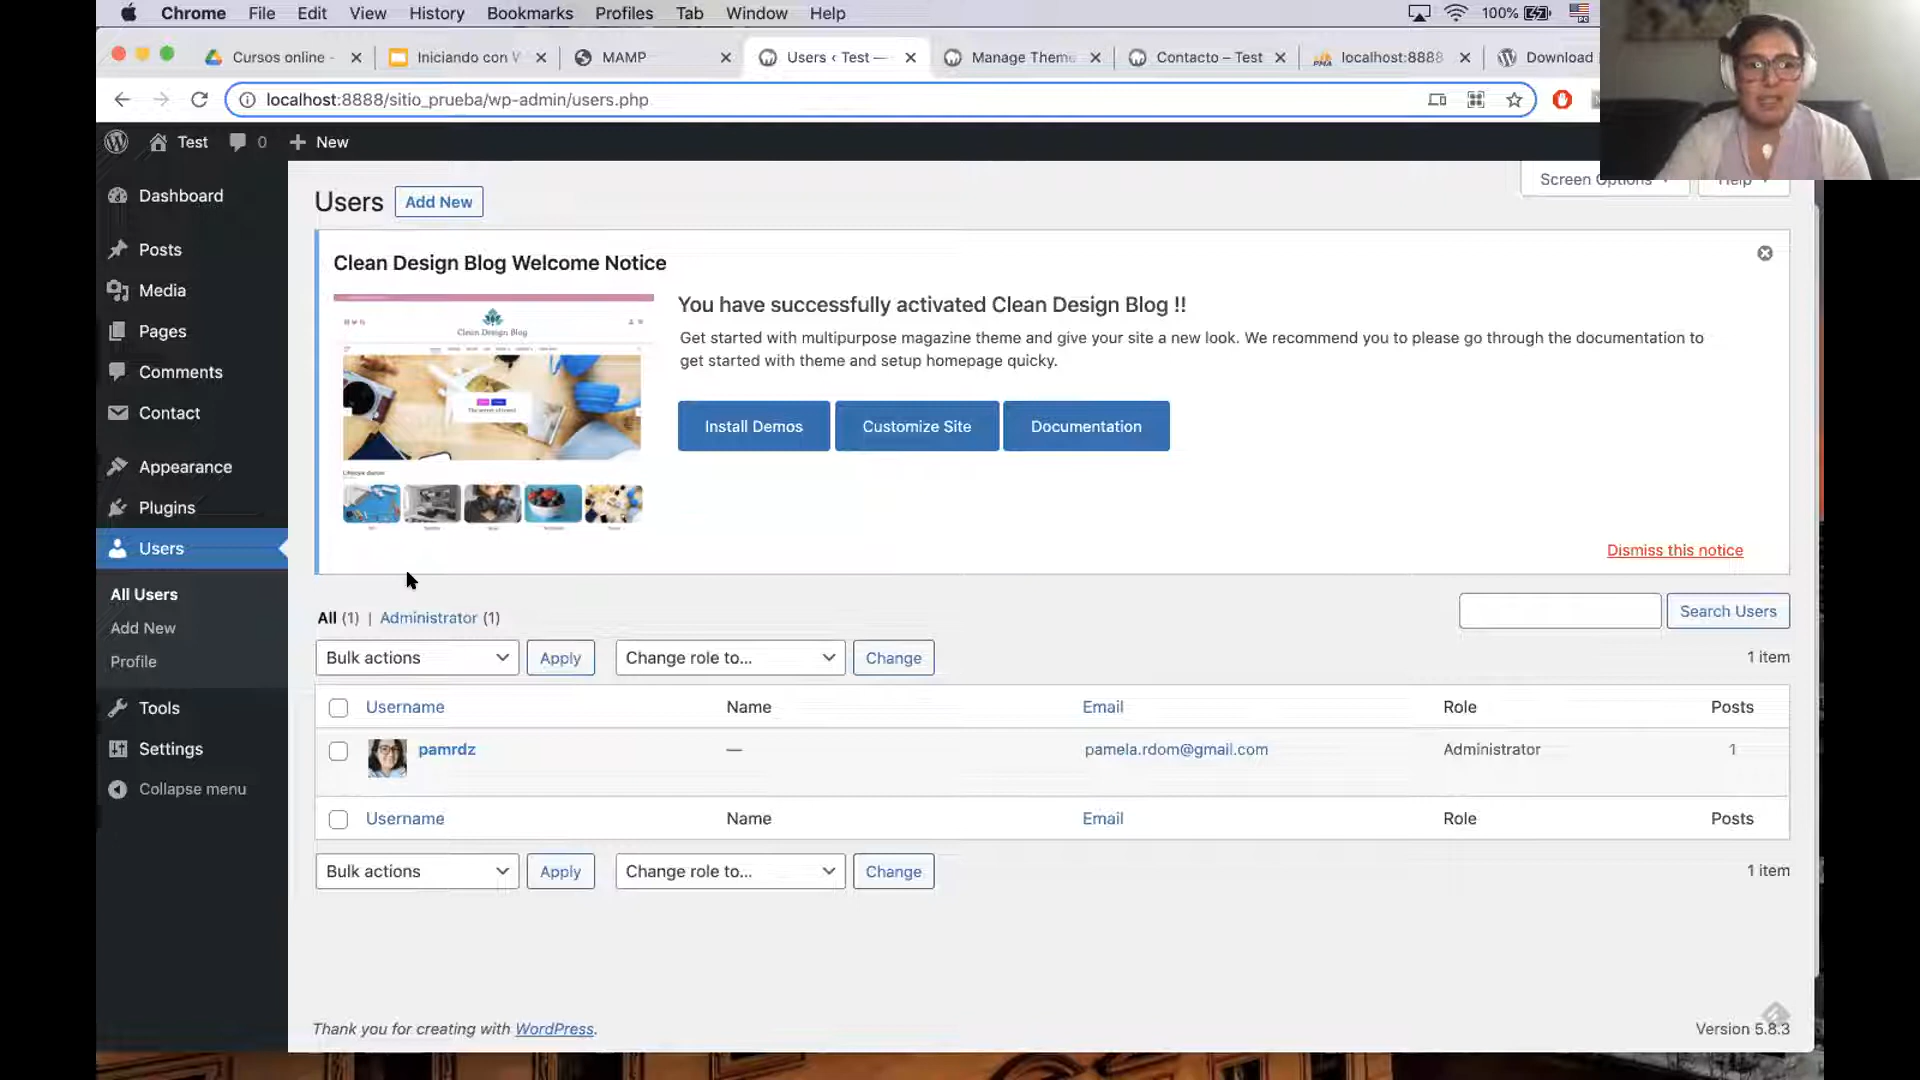 Chrome File Edit View History Bookmarks Profiles Tab Window Help 100%
Cursos online - Iniciando con MAMP Users ‹ Test — Manage Theme Contacto – Test localhost:8888 Download
localhost:8888/sitio_prueba/wp-admin/users.php
Test 0 New
Screen Options Help
Dashboard
Posts
Media
Pages
Comments
Contact
Appearance
Plugins
Users
All Users
Add New
Profile
Tools
Settings
Collapse menu
Users Add New
Clean Design Blog Welcome Notice
Clean Design Blog
You have successfully activated Clean Design Blog !!
Get started with multipurpose magazine theme and give your site a new look. We recommend you to please go through the documentation to
get started with theme and setup homepage quicky.
Install Demos Customize Site Documentation
Dismiss this notice
All (1) | Administrator (1)
Search Users
Bulk actions Apply Change role to... Change 1 item
Username Name Email Role Posts
pamrdz — pamela.rdom@gmail.com Administrator 1
Username Name Email Role Posts
Bulk actions Apply Change role to... Change 1 item
Thank you for creating with WordPress. Version 5.8.3